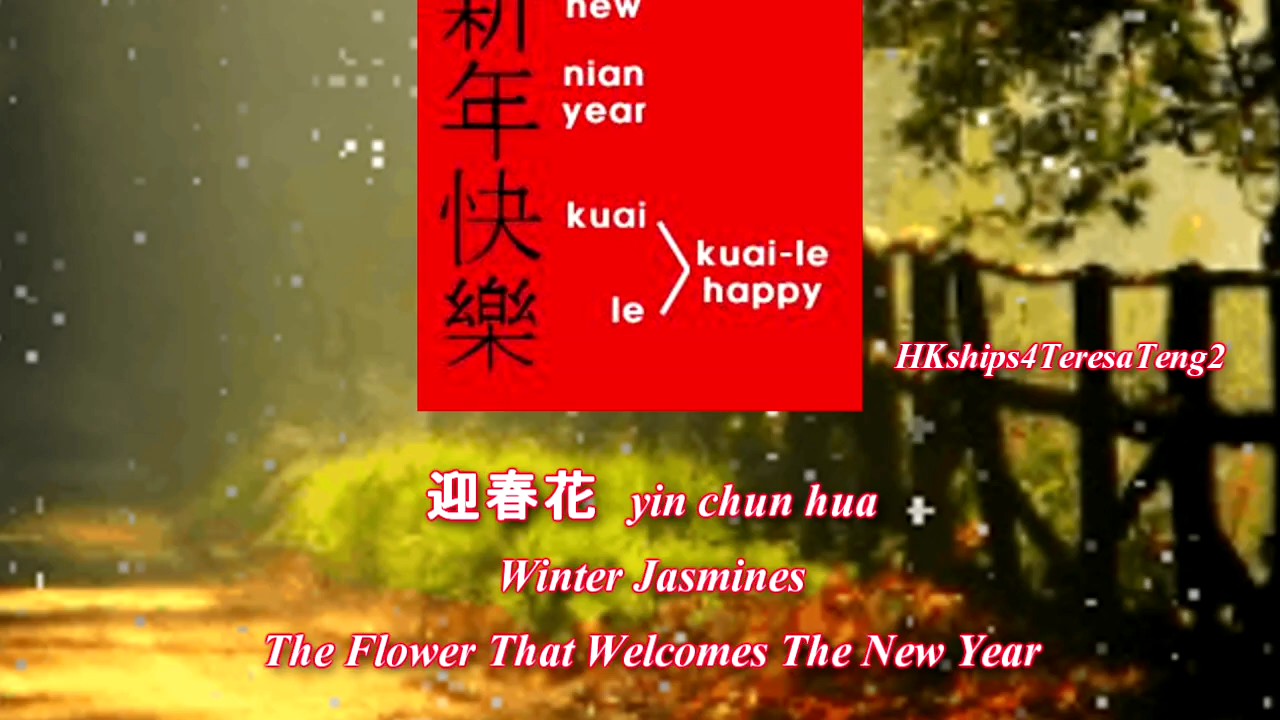 新 new
年 nian
year
快 kuai
kuai-le
happy
樂 le
HKships4TeresaTeng2
迎春花 yin chun hua
Winter Jasmines
The Flower That Welcomes The New Year